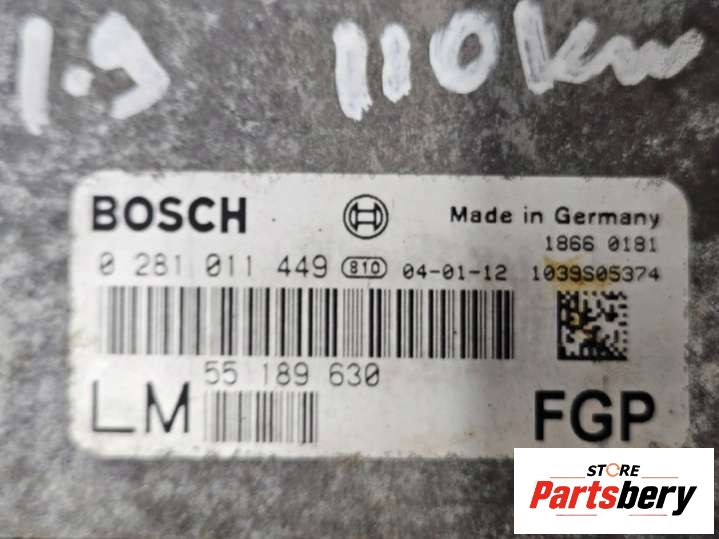 1.9 110kw
BOSCH Made in Germany
1866 0181
0 281 011 449 810 04-01-12 1039S05374
55 189 630
LM FGP
STORE
Partsbery